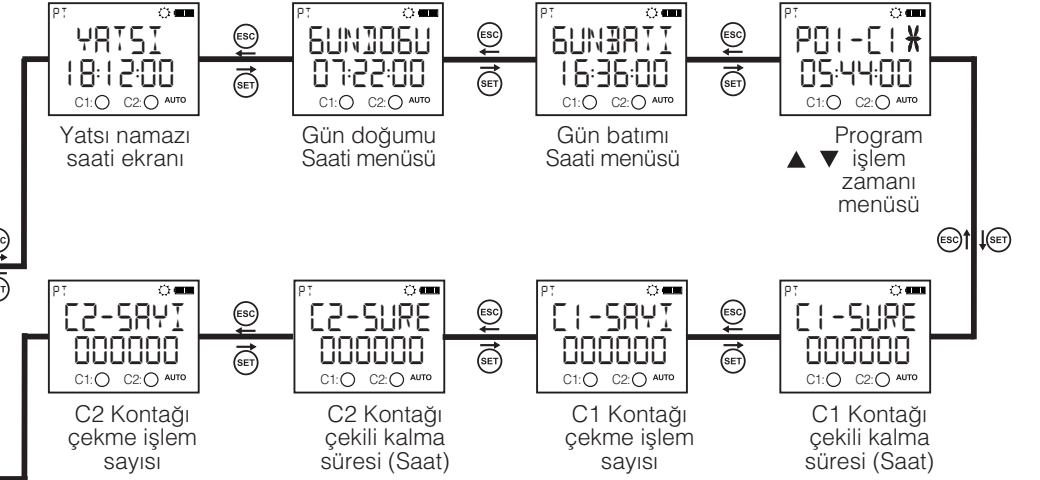 PT
YATSI
18:12:00
C1: C2: AUTO
Yatsı namazı
saati ekranı
ESC
SET
PT
GUNDOGU
07:22:00
C1: C2: AUTO
Gün doğumu
Saati menüsü
ESC
SET
PT
GUNBATI
16:36:00
C1: C2: AUTO
Gün batımı
Saati menüsü
ESC
SET
PT
P01-C1*
05:44:00
C1: C2: AUTO
Program
▲ ▼ işlem
zamanı
menüsü
ESC SET
PT
C2-SAYI
000000
C1: C2: AUTO
C2 Kontağı
çekme işlem
sayısı
ESC
SET
PT
C2-SURE
000000
C1: C2: AUTO
C2 Kontağı
çekili kalma
süresi (Saat)
ESC
SET
PT
C1-SAYI
000000
C1: C2: AUTO
C1 Kontağı
çekme işlem
sayısı
ESC
SET
PT
C1-SURE
000000
C1: C2: AUTO
C1 Kontağı
çekili kalma
süresi (Saat)